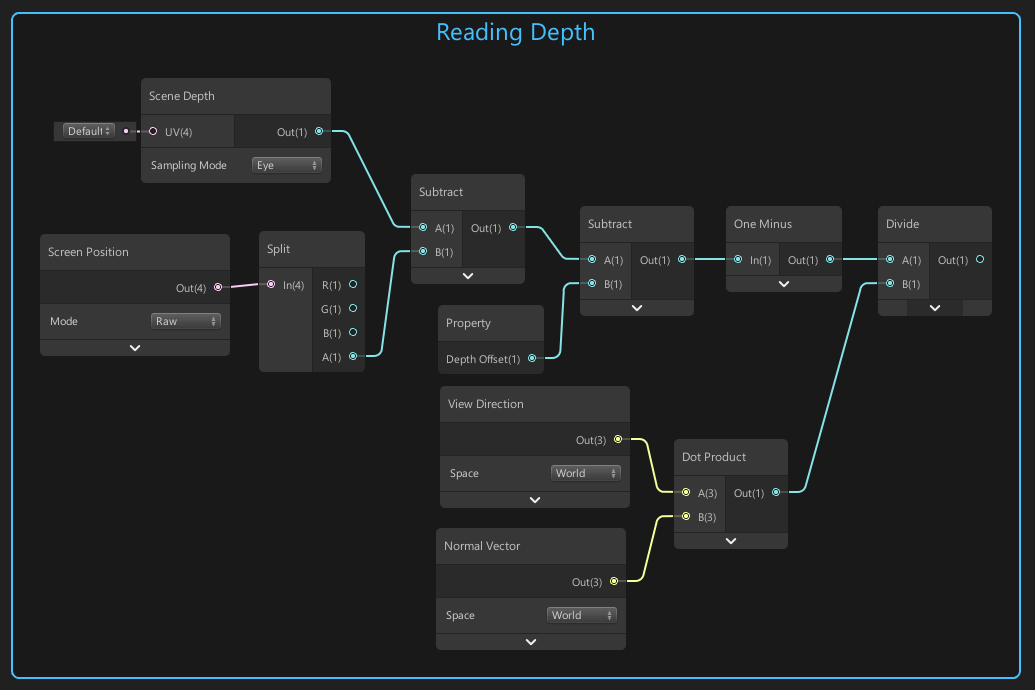 Reading Depth
Scene Depth
Default
UV(4)
Out(1)
Sampling Mode
Eye
Screen Position
Out(4)
Mode
Raw
Split
In(4)
R(1)
G(1)
B(1)
A(1)
Subtract
A(1)
Out(1)
B(1)
Subtract
A(1)
Out(1)
B(1)
One Minus
In(1)
Out(1)
Divide
A(1)
Out(1)
B(1)
Property
Depth Offset(1)
View Direction
Out(3)
Space
World
Normal Vector
Out(3)
Space
World
Dot Product
A(3)
Out(1)
B(3)